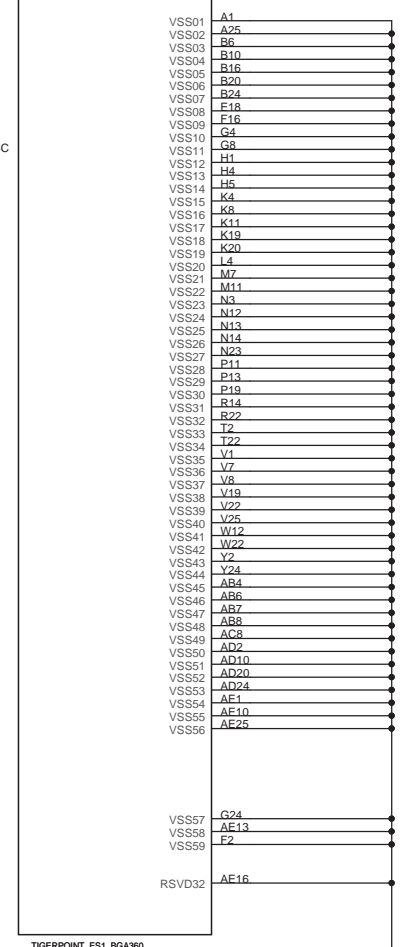 VSS01 A1
VSS02 A25
VSS03 B6
VSS04 B10
VSS05 B16
VSS06 B20
VSS07 B24
VSS08 E18
VSS09 F16
VSS10 G4
C
VSS11 G8
VSS12 H1
VSS13 H4
VSS14 H5
VSS15 K4
VSS16 K8
VSS17 K11
VSS18 K19
VSS19 K20
VSS20 L4
VSS21 M7
VSS22 M11
VSS23 N3
VSS24 N12
VSS25 N13
VSS26 N14
VSS27 N23
VSS28 P11
VSS29 P13
VSS30 P19
VSS31 R14
VSS32 R22
VSS33 T2
VSS34 T22
VSS35 V1
VSS36 V7
VSS37 V8
VSS38 V19
VSS39 V22
VSS40 V25
VSS41 W12
VSS42 W22
VSS43 Y2
VSS44 Y24
VSS45 AB4
VSS46 AB6
VSS47 AB7
VSS48 AB8
VSS49 AC8
VSS50 AD2
VSS51 AD10
VSS52 AD20
VSS53 AD24
VSS54 AE1
VSS55 AE10
VSS56 AE25
VSS57 G24
VSS58 AE13
VSS59 F2
RSVD32 AE16
TIGERPOINT_ES1_BGA360